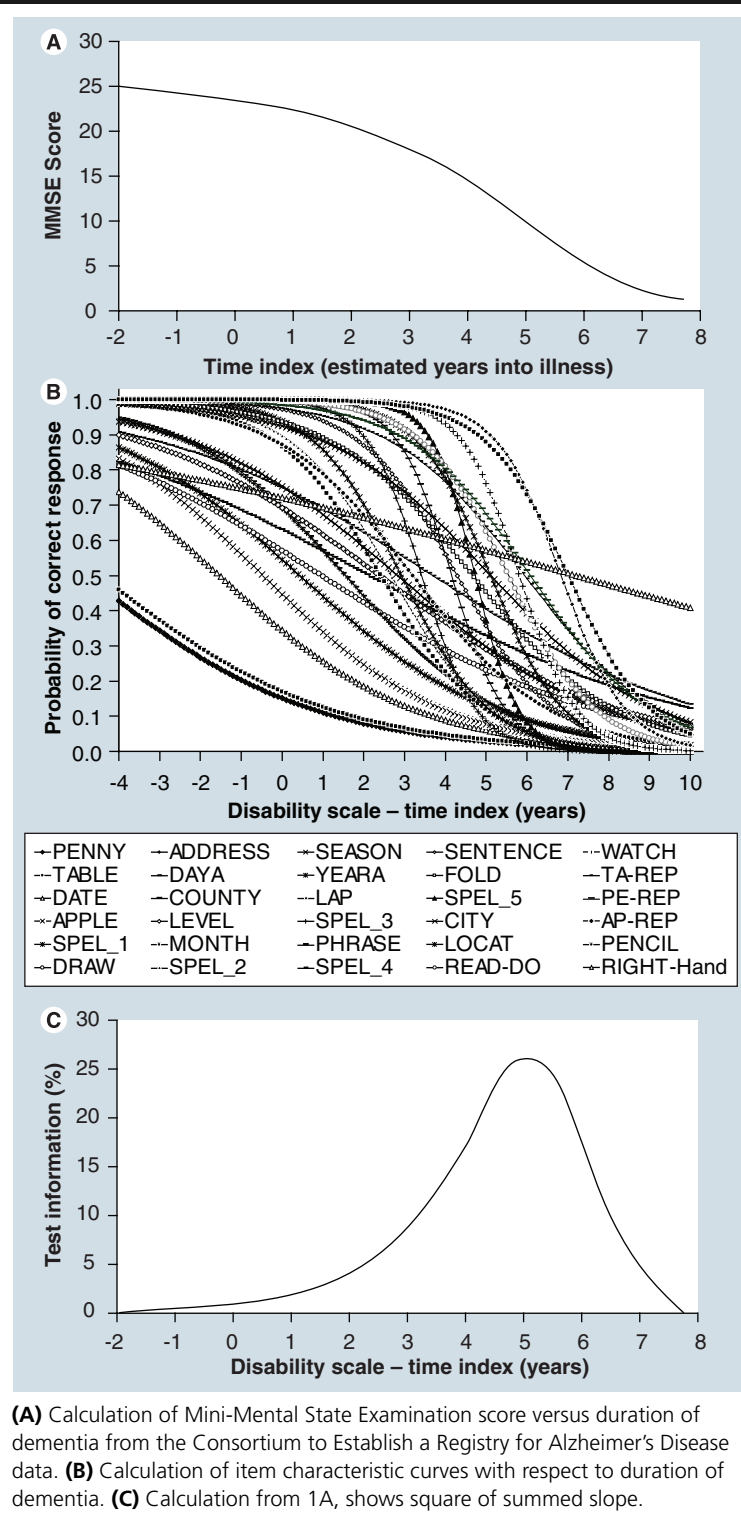 A
30
25
20
15
10
5
0
MMSE Score
-2 -1 0 1 2 3 4 5 6 7 8
Time index (estimated years into illness)
B
1.0
0.9
0.8
0.7
0.6
0.5
0.4
0.3
0.2
0.1
0.0
Probability of correct response
-4 -3 -2 -1 0 1 2 3 4 5 6 7 8 9 10
Disability scale – time index (years)
PENNY ADDRESS SEASON SENTENCE WATCH
TABLE DAYA YEARA FOLD TA-REP
DATE COUNTY LAP SPEL_5 PE-REP
APPLE LEVEL SPEL_3 CITY AP-REP
SPEL_1 MONTH PHRASE LOCAT PENCIL
DRAW SPEL_2 SPEL_4 READ-DO RIGHT-Hand
C
30
25
20
15
10
5
0
Test information (%)
-2 -1 0 1 2 3 4 5 6 7 8
Disability scale – time index (years)
(A) Calculation of Mini-Mental State Examination score versus duration of
dementia from the Consortium to Establish a Registry for Alzheimer's Disease
data. (B) Calculation of item characteristic curves with respect to duration of
dementia. (C) Calculation from 1A, shows square of summed slope.